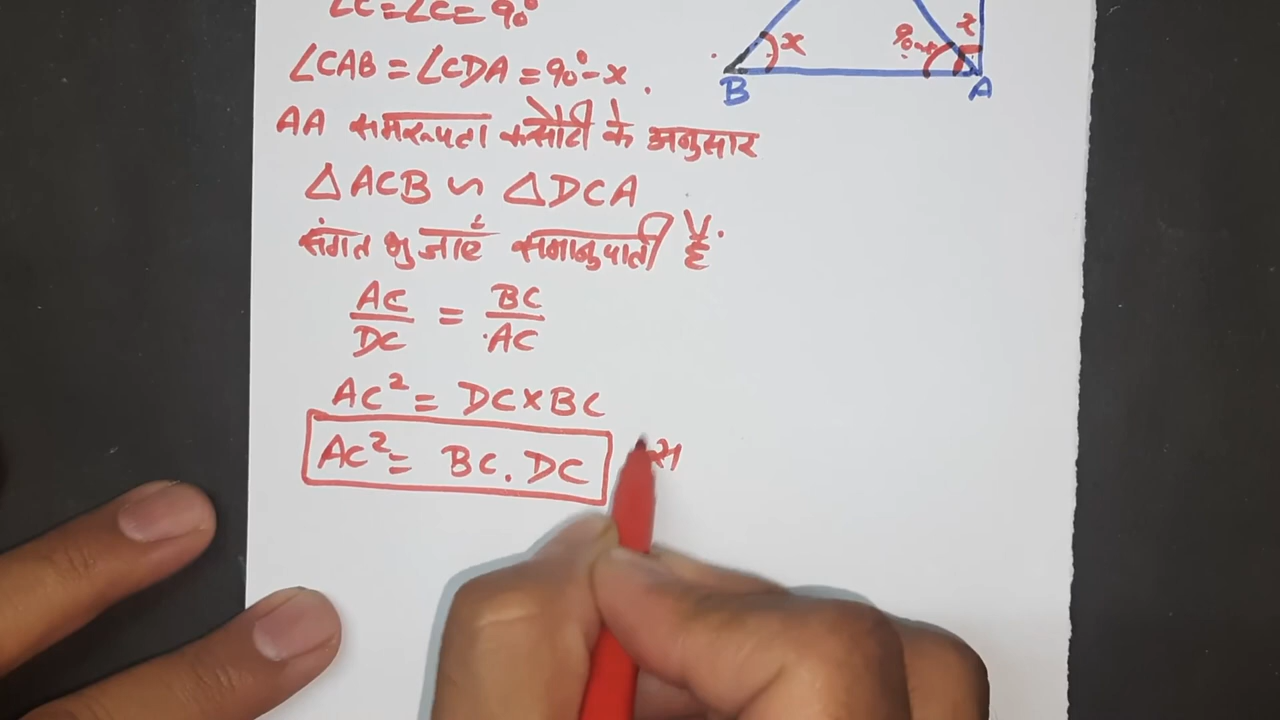 ∠C=∠C=90°
∠CAB=∠CDA=90°-x.
AA समरूपता कसौटी के अनुसार
△ACB ∽ △DCA
संगत भुजाएँ समानुपाती हैं.
AC/DC = BC/AC
AC²= DC×BC
AC²= BC.DC
x
90-x
x
B
A